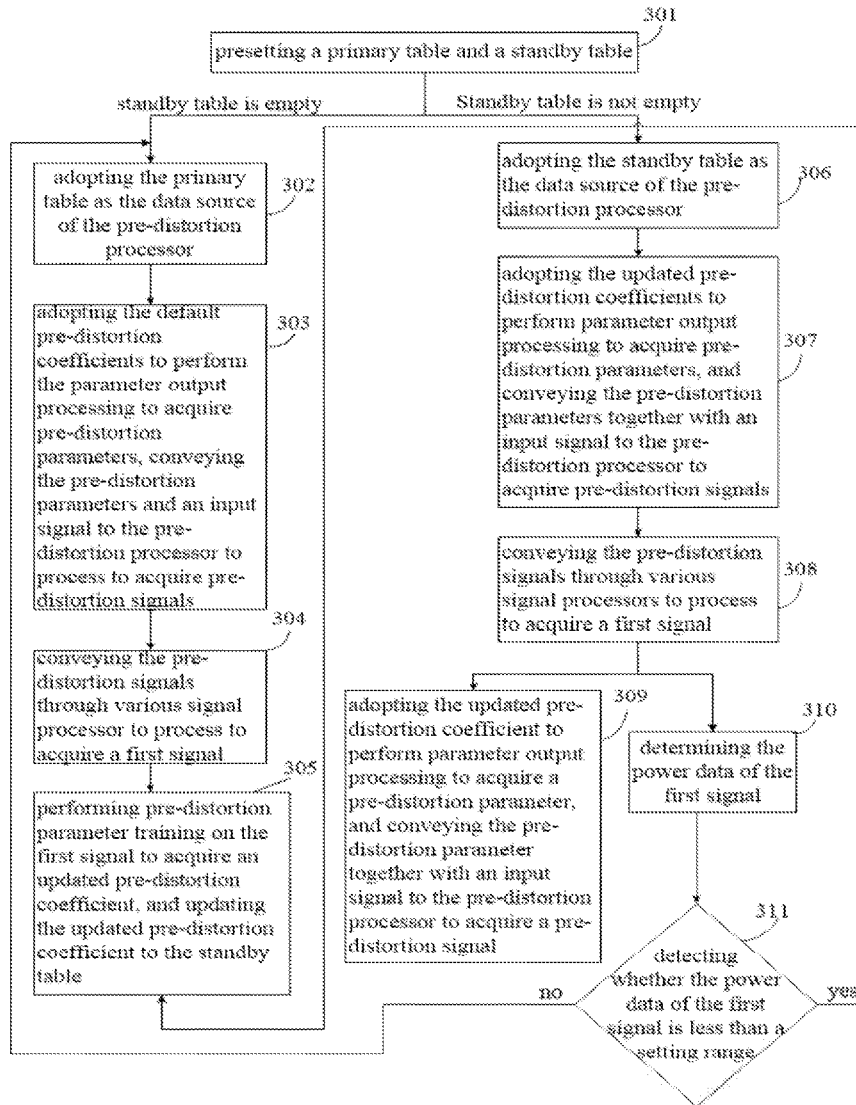 301
presetting a primary table and a standby table
standby table is empty
Standby table is not empty
adopting the primary
table as the data source
of the pre-distortion
processor
302
adopting the default
pre-distortion
coefficients to perform
the parameter output
processing to acquire
pre-distortion
parameters, conveying
the pre-distortion
parameters and an input
signal to the pre-
distortion processor to
process to acquire pre-
distortion signals
303
304
conveying the pre-
distortion signals
through various signal
processor to process to
acquire a first signal
305
performing pre-distortion
parameter training on the
first signal to acquire an
updated pre-distortion
coefficient, and updating
the updated pre-distortion
coefficient to the standby
table
adopting the standby table as
the data source of the pre-
distortion processor
306
adopting the updated pre-
distortion coefficients to
perform parameter output
processing to acquire pre-
distortion parameters, and
conveying the pre-distortion
parameters together with an
input signal to the pre-
distortion processor to
acquire pre-distortion signals
307
conveying the pre-distortion
signals through various
signal processors to process
to acquire a first signal
308
adopting the updated pre-
distortion coefficient to
perform parameter output
processing to acquire a
pre-distortion parameter,
and conveying the pre-
distortion parameter
together with an input
signal to the pre-distortion
processor to acquire a pre-
distortion signal
309
310
determining the
power data of the
first signal
311
detecting
whether the power
data of the first
signal is less than a
setting range
no
yes